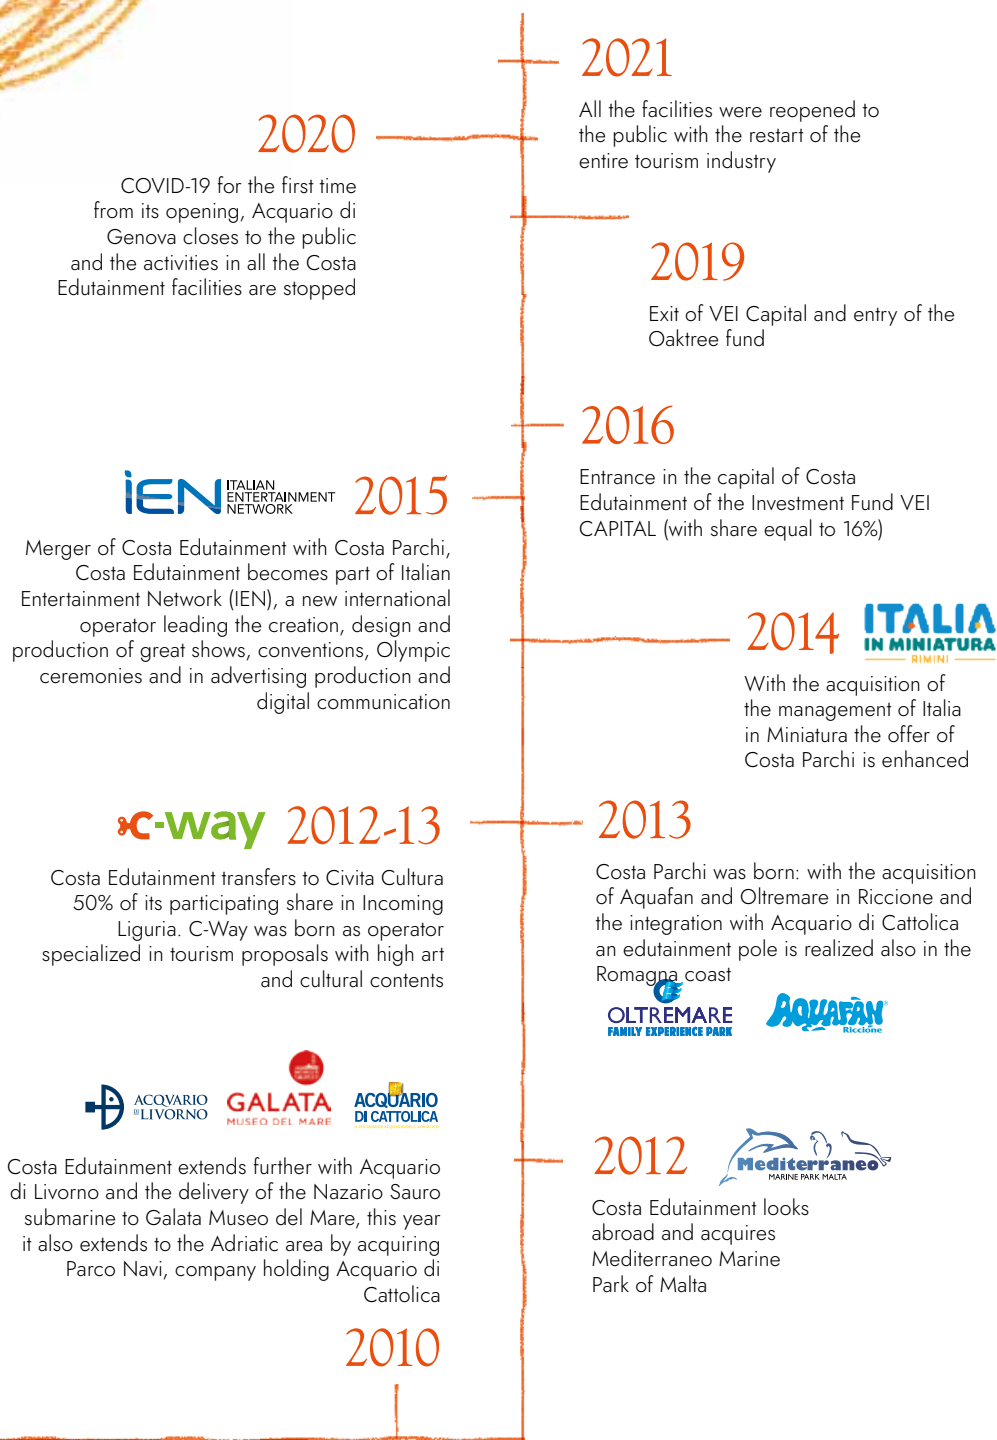 2021
All the facilities were reopened to
the public with the restart of the
entire tourism industry
2020
COVID-19 for the first time
from its opening, Acquario di
Genova closes to the public
and the activities in all the Costa
Edutainment facilities are stopped
2019
Exit of VEI Capital and entry of the
Oaktree fund
2016
Entrance in the capital of Costa
Edutainment of the Investment Fund VEI
CAPITAL (with share equal to 16%)
iEN ITALIAN
ENTERTAINMENT
NETWORK
2015
Merger of Costa Edutainment with Costa Parchi,
Costa Edutainment becomes part of Italian
Entertainment Network (IEN), a new international
operator leading the creation, design and
production of great shows, conventions, Olympic
ceremonies and in advertising production and
digital communication
2014
ITALIA
IN MINIATURA
RIMINI
With the acquisition of
the management of Italia
in Miniatura the offer of
Costa Parchi is enhanced
c-way
2012-13
Costa Edutainment transfers to Civita Cultura
50% of its participating share in Incoming
Liguria. C-Way was born as operator
specialized in tourism proposals with high art
and cultural contents
2013
Costa Parchi was born: with the acquisition
of Aquafan and Oltremare in Riccione and
the integration with Acquario di Cattolica
an edutainment pole is realized also in the
Romagna coast
OLTREMARE
FAMILY EXPERIENCE PARK
AQUAFAN®
Riccione
ACQVARIO
DI LIVORNO
GALATA
MUSEO DEL MARE
ACQUARIO
DI CATTOLICA
Costa Edutainment extends further with Acquario
di Livorno and the delivery of the Nazario Sauro
submarine to Galata Museo del Mare, this year
it also extends to the Adriatic area by acquiring
Parco Navi, company holding Acquario di
Cattolica
2010
2012
Mediterraneo
MARINE PARK MALTA
Costa Edutainment looks
abroad and acquires
Mediterraneo Marine
Park of Malta